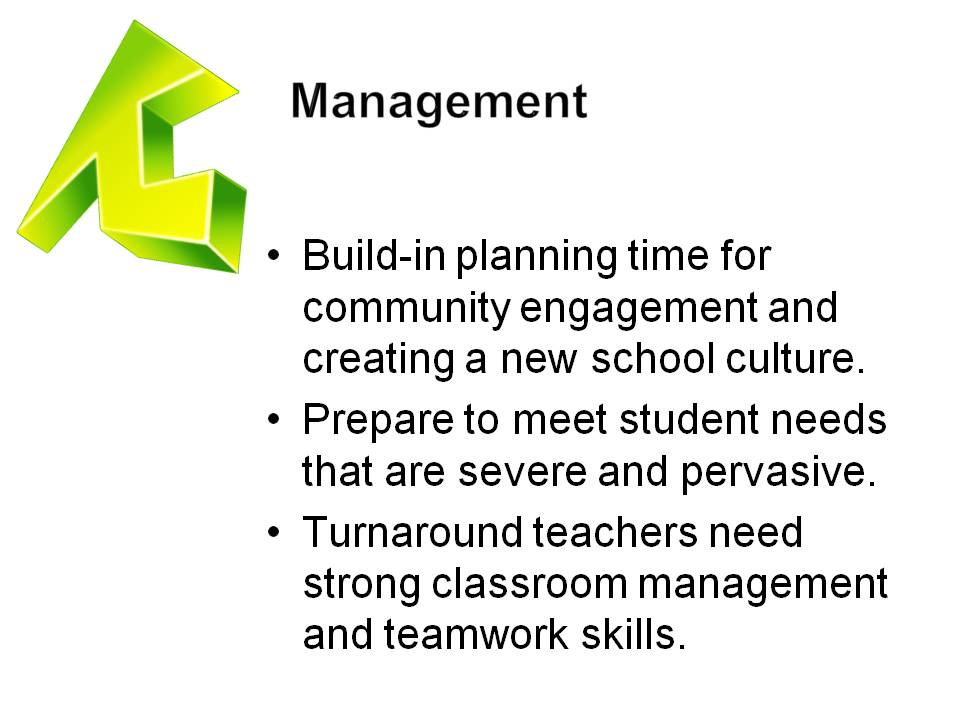 Management
• Build-in planning time for
community engagement and
creating a new school culture.
• Prepare to meet student needs
that are severe and pervasive.
• Turnaround teachers need
strong classroom management
and teamwork skills.